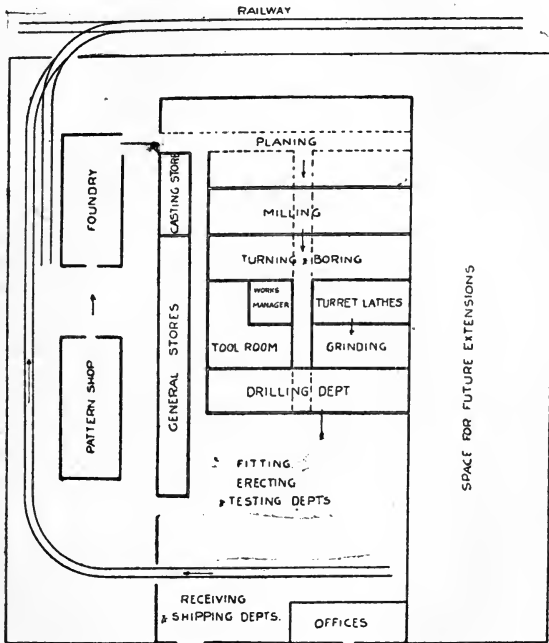 RAILWAY
PLANING
FOUNDRY
CASTING STORE
MILLING
TURNING & BORING
WORKS
MANAGER
TURRET LATHES
TOOL ROOM
GRINDING
PATTERN SHOP
GENERAL STORES
DRILLING DEPT
SPACE FOR FUTURE EXTENSIONS
FITTING.
ERECTING
& TESTING DEPTS
RECEIVING
& SHIPPING DEPTS.
OFFICES